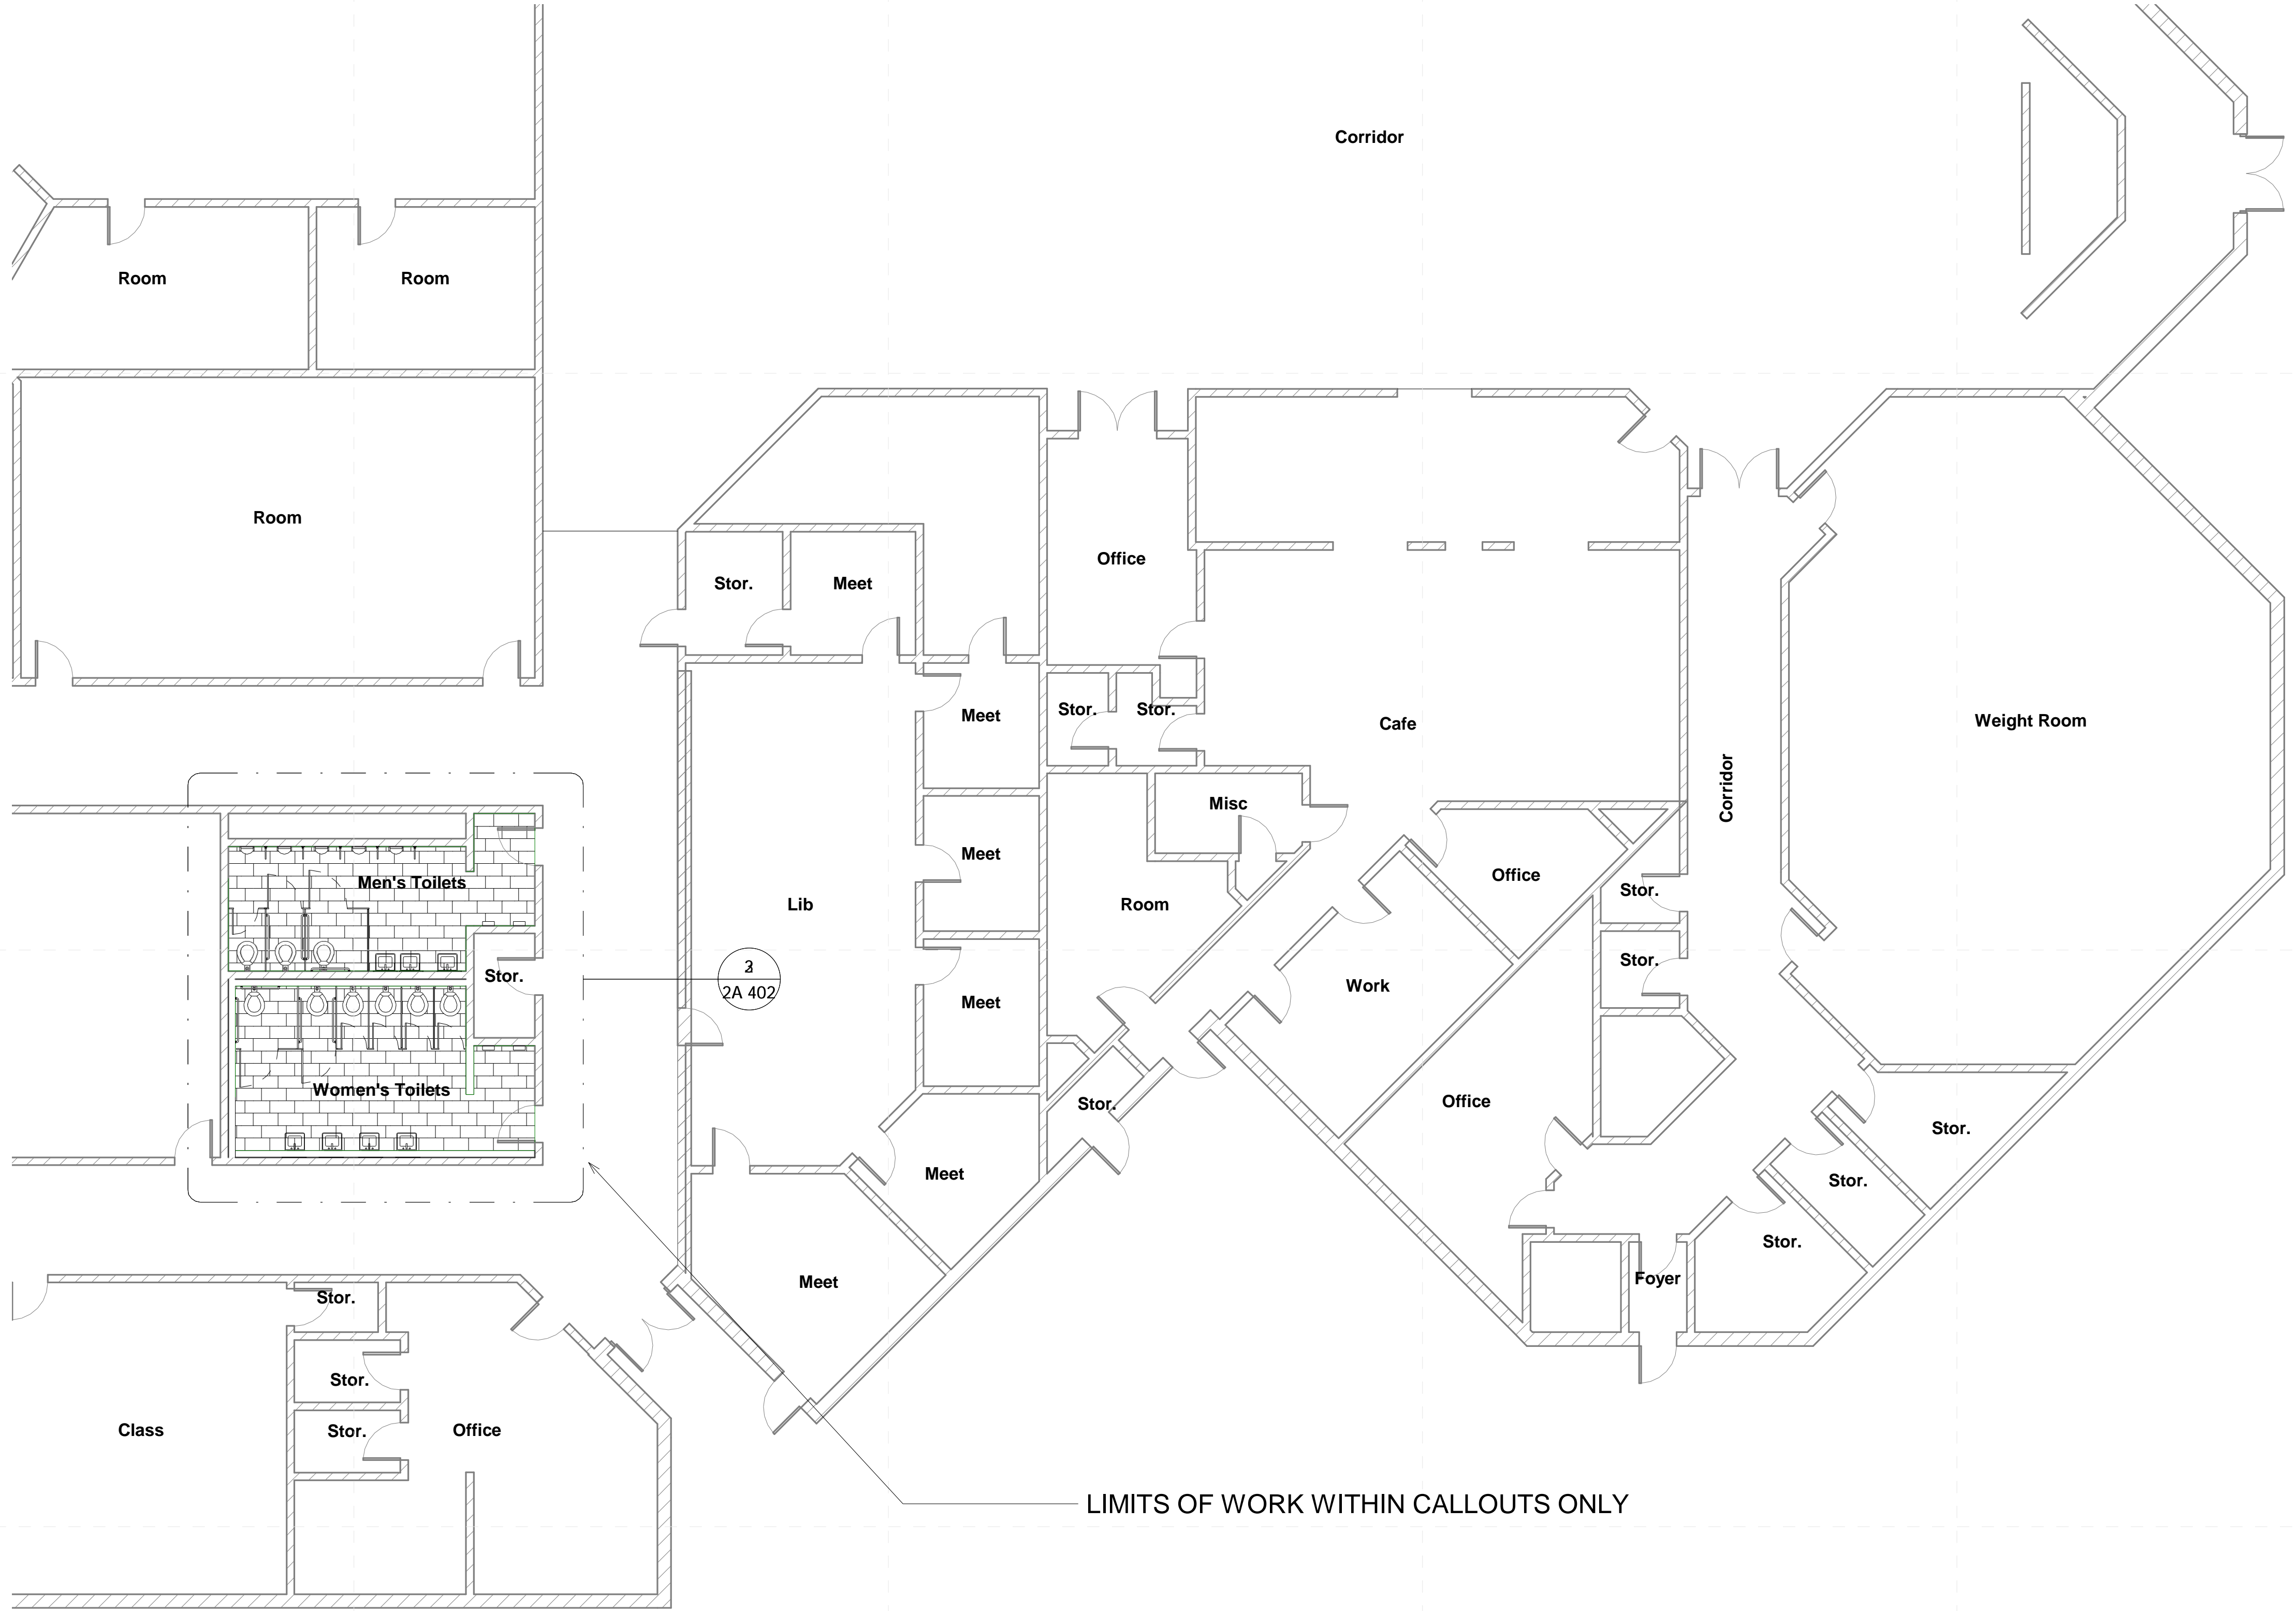 Corridor
Room
Room
Room
Office
Stor.
Meet
Meet
Stor.
Stor.
Cafe
Weight Room
Corridor
Misc
Men's Toilets
Meet
Office
Stor.
Lib
Room
Stor.
Stor.
2A 402
Work
Meet
Women's Toilets
Stor.
Office
Stor.
Meet
Stor.
Stor.
Meet
Foyer
Stor.
Stor.
Stor.
Class
Office
LIMITS OF WORK WITHIN CALLOUTS ONLY